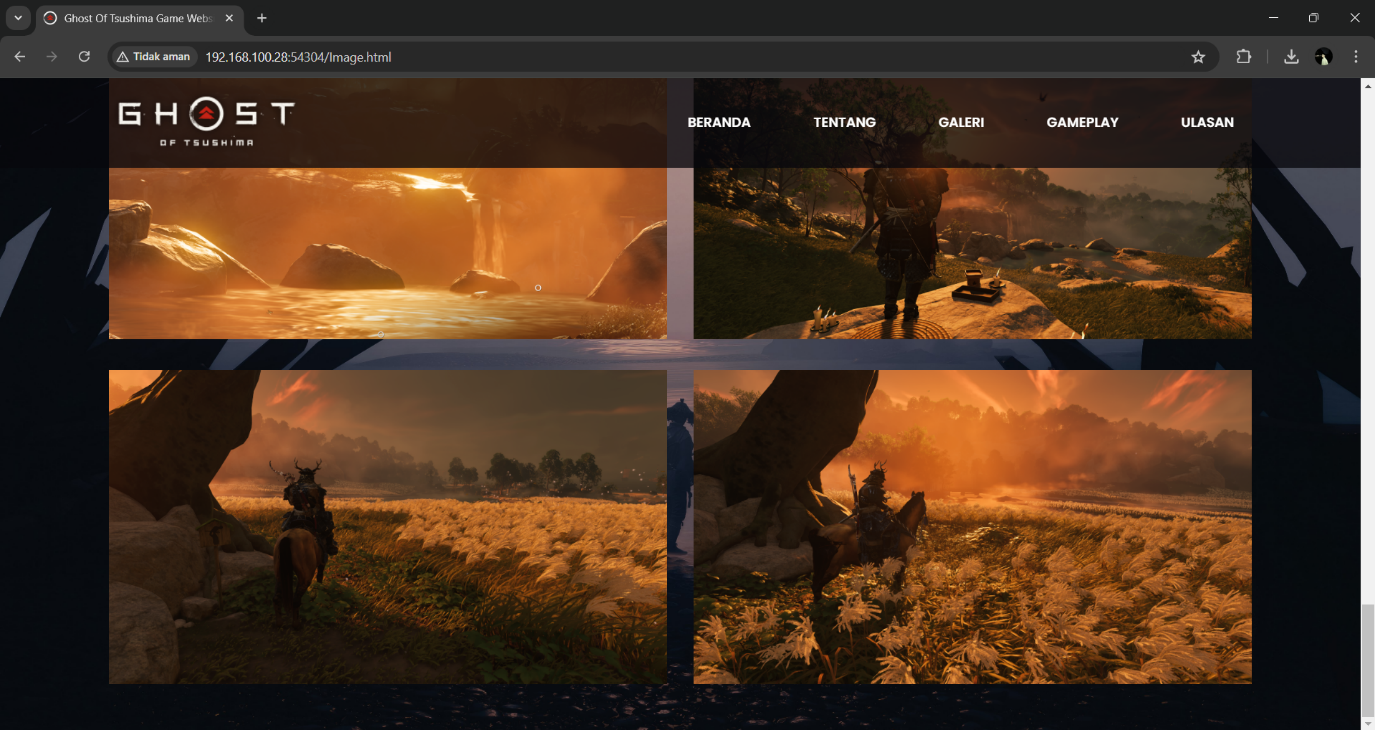 Ghost Of Tsushima Game Webs
Tidak aman
192.168.100.28:54304/Image.html
GHOST
OF TSUSHIMA
BERANDA
TENTANG
GALERI
GAMEPLAY
ULASAN